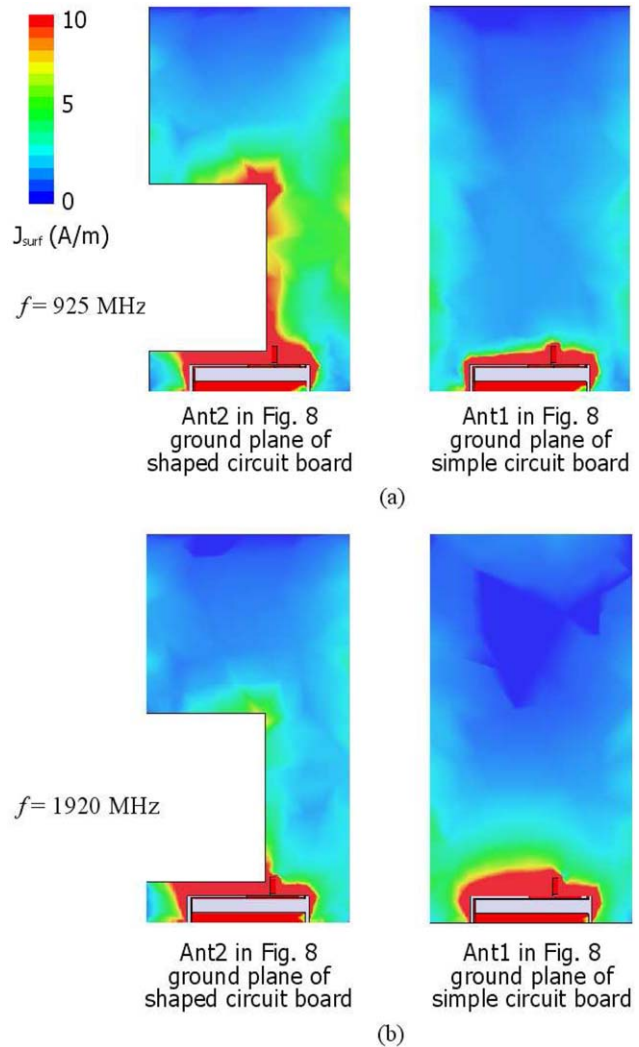 10
5
0
Jsurf (A/m)
f = 925 MHz
Ant2 in Fig. 8
ground plane of
shaped circuit board
Ant1 in Fig. 8
ground plane of
simple circuit board
(a)
f = 1920 MHz
Ant2 in Fig. 8
ground plane of
shaped circuit board
Ant1 in Fig. 8
ground plane of
simple circuit board
(b)